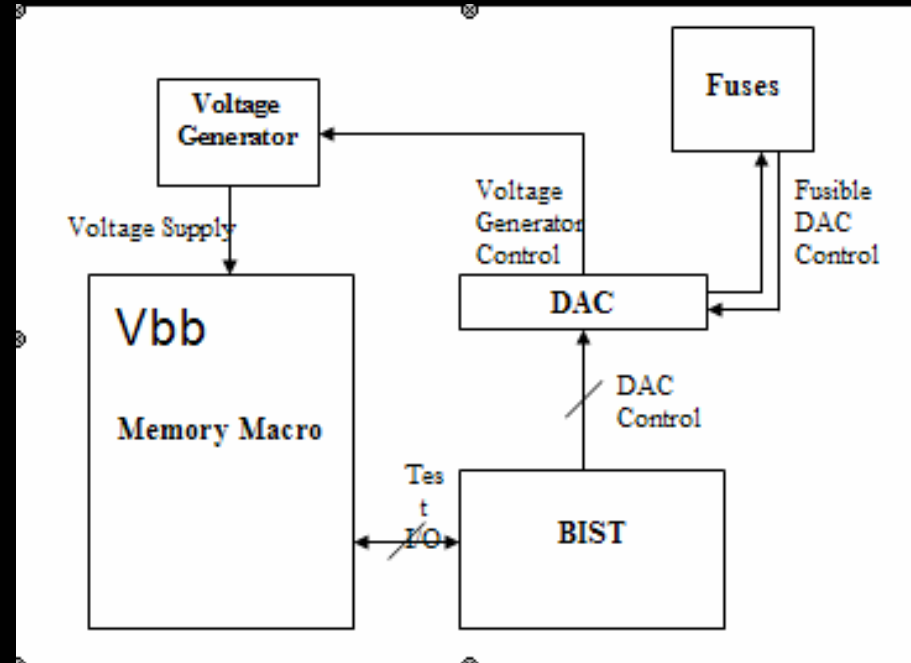 Voltage
Generator
Fuses
Voltage
Generator
Control
Fusible
DAC
Control
Voltage Supply
DAC
Vbb
Memory Macro
DAC
Control
Tes
t
I/O
BIST